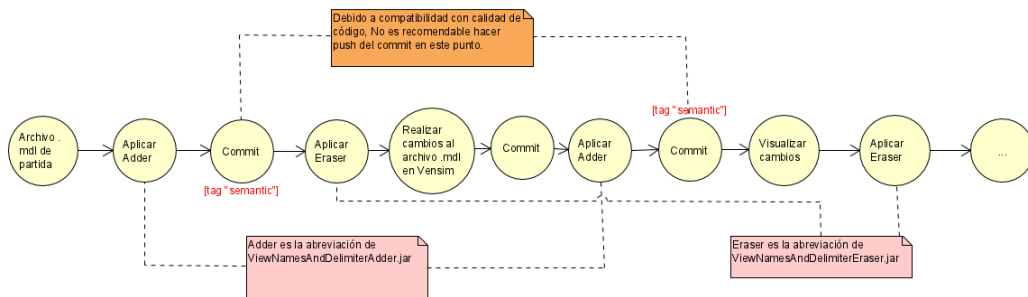 Debido a compatibilidad con calidad de
código, No es recomendable hacer
push del commit en este punto.
[tag "semantic"]
Archivo .
mdl de
partida
Aplicar
Adder
Commit
Aplicar
Eraser
Realizar
cambios al
archivo .mdl
en Vensim
Commit
Aplicar
Adder
Commit
Visualizar
cambios
Aplicar
Eraser
...
[tag "semantic"]
Adder es la abreviación de
ViewNamesAndDelimiterAdder.jar
Eraser es la abreviación de
ViewNamesAndDelimiterEraser.jar